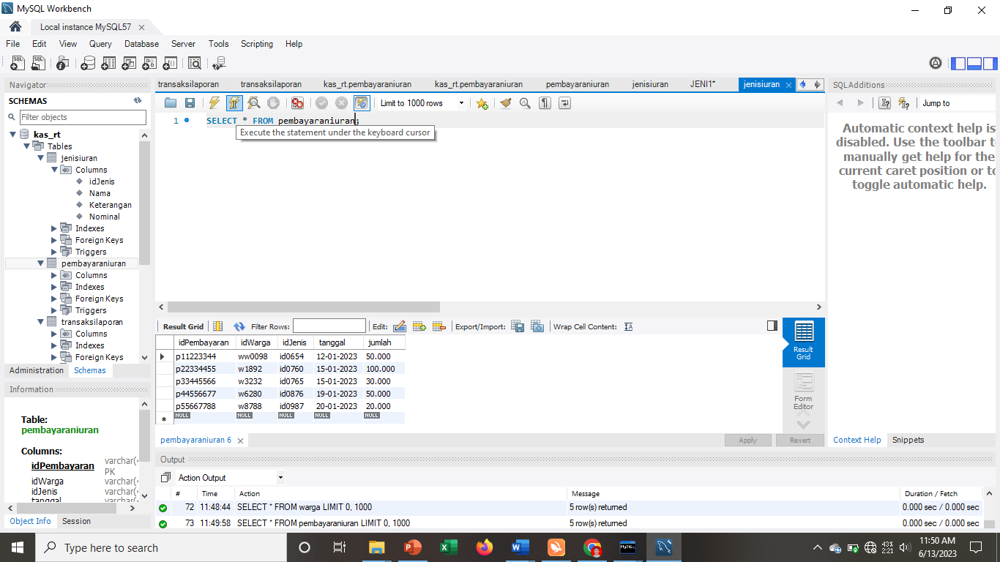 MySQL Workbench
Local instance MySQL57
File Edit View Query Database Server Tools Scripting Help
Navigator
SCHEMAS
Filter objects
kas_rt
Tables
jenisiuran
Columns
idJenis
Nama
Keterangan
Nominal
Indexes
Foreign Keys
Triggers
pembayaraniuran
Columns
Indexes
Foreign Keys
Triggers
transaksilaporan
Columns
Indexes
Foreign Keys
Administration Schemas
Information
Table:
pembayaraniuran
Columns:
idPembayaran varchar(4
PK
idWarga varchar(4
idJenis varchar(4
tanggal varchar(4
Object Info Session
transaksilaporan transaksilaporan kas_rt.pembayaraniuran kas_rt.pembayaraniuran pembayaraniuran jenisiuran JENI1* jenisiuran
Limit to 1000 rows
1 SELECT * FROM pembayaraniuran;
Execute the statement under the keyboard cursor
Result Grid Filter Rows: Edit: Export/Import: Wrap Cell Content:
idPembayaran idWarga idJenis tanggal jumlah
p11223344 ww0098 id0654 12-01-2023 50.000
p22334455 w1892 id0760 15-01-2023 100.000
p33445566 w3232 id0765 15-01-2023 30.000
p44556677 w6280 id0876 19-01-2023 50.000
p55667788 w8788 id0987 20-01-2023 20.000
NULL NULL NULL NULL NULL
Result
Grid
Form
Editor
pembayaraniuran 6
Apply Revert
SQLAdditions
Jump to
Automatic context help is
disabled. Use the toolbar t
manually get help for the
current caret position or to
toggle automatic help.
Context Help Snippets
Output
Action Output
# Time Action Message Duration / Fetch
72 11:48:44 SELECT * FROM warga LIMIT 0, 1000 5 row(s) returned 0.000 sec / 0.000 sec
73 11:49:58 SELECT * FROM pembayaraniuran LIMIT 0, 1000 5 row(s) returned 0.000 sec / 0.000 sec
Type here to search
43%
2:21
11:50 AM
6/13/2023